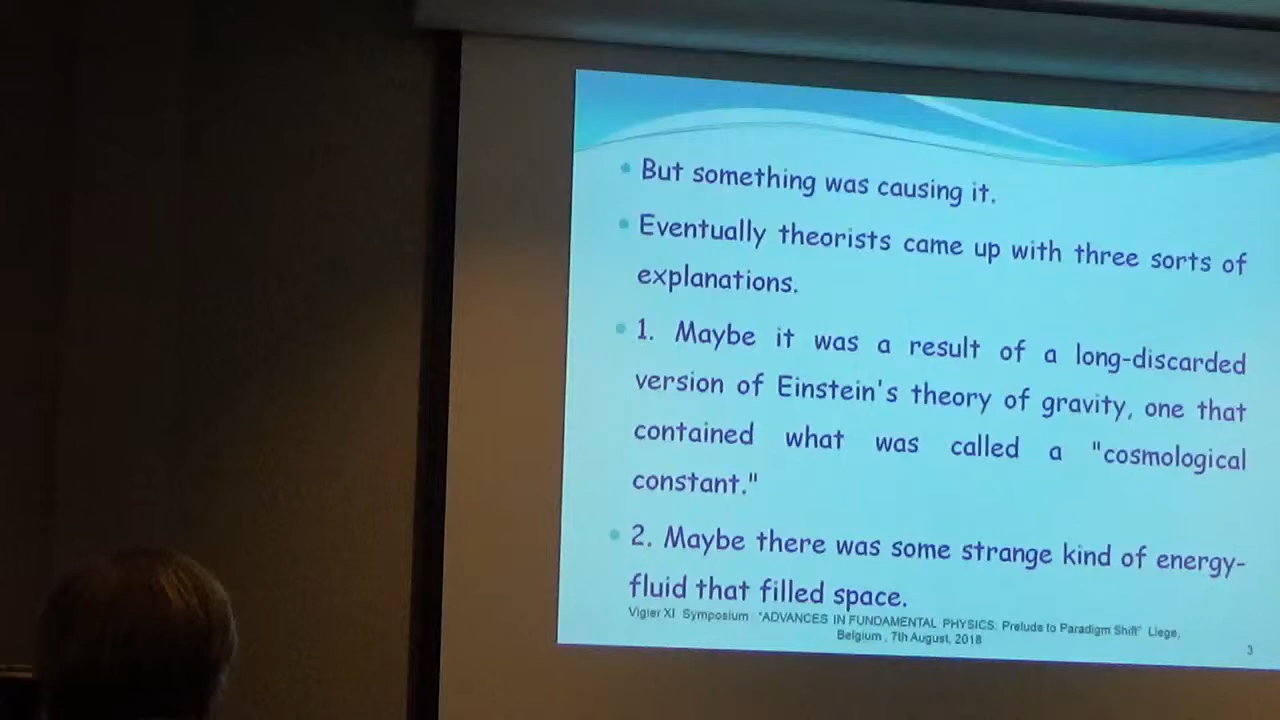 But something was causing it.
Eventually theorists came up with three sorts of
explanations.
1. Maybe it was a result of a long-discarded
version of Einstein's theory of gravity, one that
contained what was called a "cosmological
constant."
2. Maybe there was some strange kind of energy-
fluid that filled space.
Vigier XI Symposium "ADVANCES IN FUNDAMENTAL PHYSICS: Prelude to Paradigm Shift" Liege,
Belgium , 7th August, 2018
3